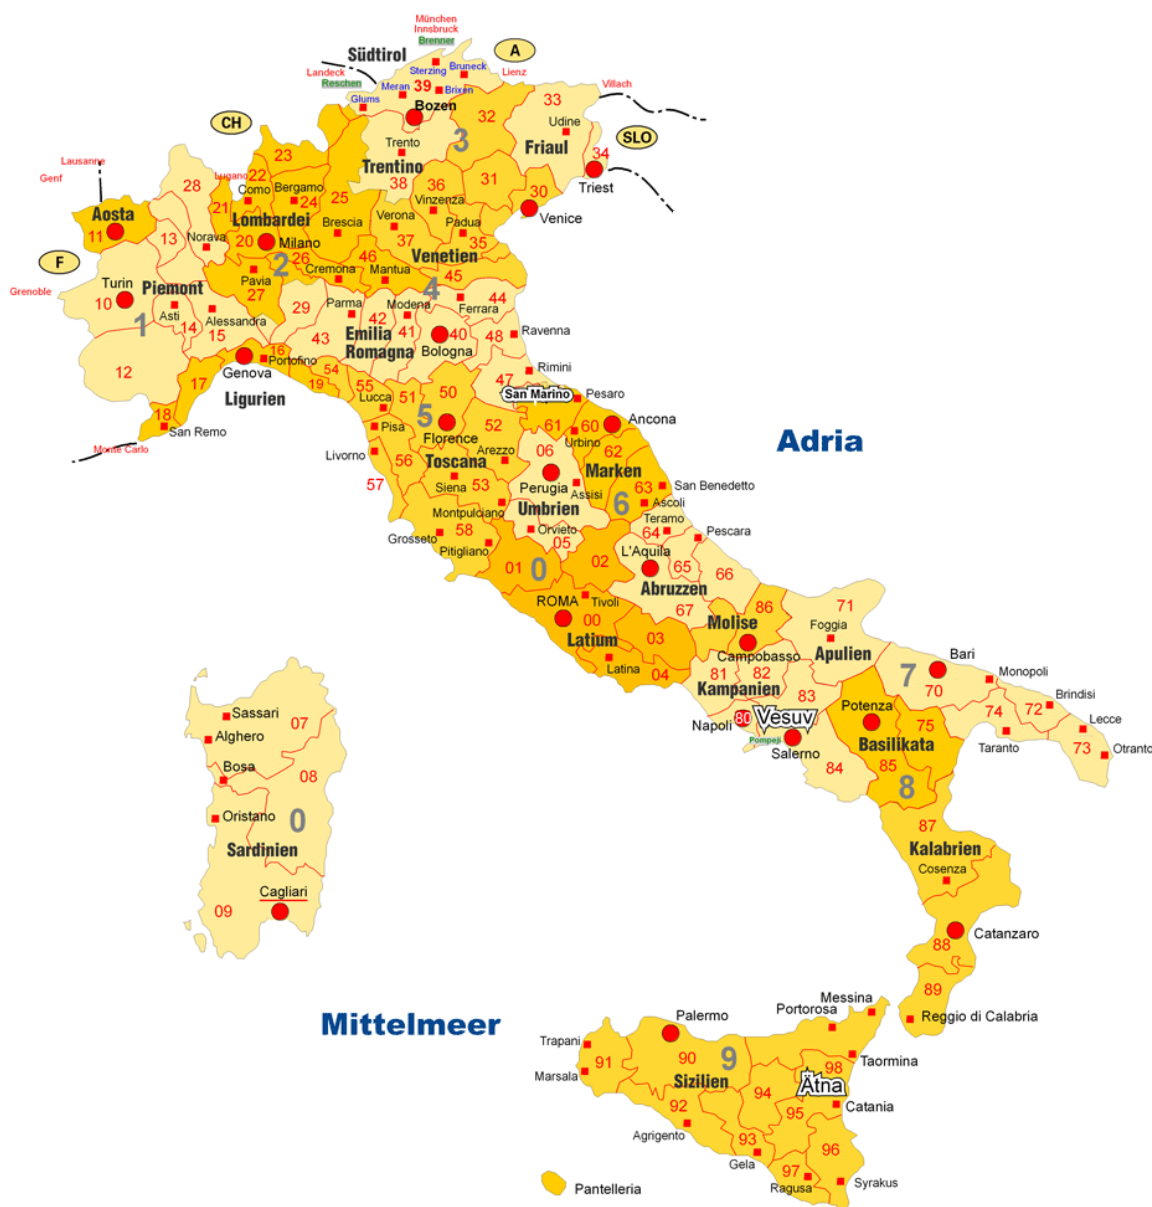 München
Innsbruck
Brenner
A
Südtirol
Landeck
Reschen
Sterzing
Bruneck
Lienz
Villach
Meran
39
Brixen
Glums
Bozen
33
32
Udine
Friaul
SLO
34
Triest
CH
3
Trento
Trentino
38
23
Lausanne
Genf
28
Lugano
22
Como
Bergamo
24
25
36
31
30
Vinzenza
Venice
Aosta
11
21
Lombardei
Brescia
Verona
Padua
13
Norava
20
Milano
37
35
Venetien
F
26
46
2
Cremona
Mantua
45
4
Pavia
27
Grenoble
Turin
10
Piemont
Asti
14
Alessandra
15
1
29
Parma
42
Modena
Ferrara
44
43
Emilia
Romagna
41
40
Bologna
48
Ravenna
12
16
Portofino
Genova
17
Ligurien
54
19
55
51
50
47
Rimini
San Marino
Pesaro
Lucca
18
San Remo
Monte Carlo
Pisa
5
Florence
52
61
60
Ancona
Urbino
Adria
Livorno
56
57
Toscana
Arezzo
06
62
Marken
Siena
53
Perugia
Assisi
63
San Benedetto
Ascoli
6
Montpulciano
Umbrien
Teramo
58
Grosseto
Pitigliano
Orvieto
05
64
Pescara
01
0
02
L'Aquila
65
66
Abruzzen
ROMA
Tivoli
00
Latium
03
67
Molise
86
71
Foggia
Apulien
Campobasso
Latina
04
81
82
Kampanien
83
Bari
7
70
Monopoli
Napoli
80
Vesuv
Pompeji
Salerno
84
Potenza
75
Basilikata
85
8
74
72
Brindisi
Taranto
Lecce
73
Otranto
Sassari
07
Alghero
Bosa
08
Oristano
0
Sardinien
Cagliari
09
87
Kalabrien
Cosenza
88
Catanzaro
89
Reggio di Calabria
Mittelmeer
Messina
Portorosa
Palermo
Trapani
91
Marsala
90
9
Sizilien
Taormina
98
Ätna
94
92
95
Catania
Agrigento
93
Gela
96
97
Ragusa
Syrakus
Pantelleria